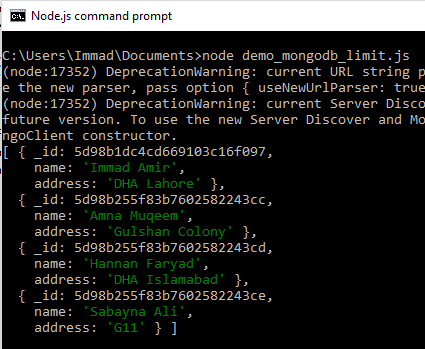 Node.js command prompt
C:\Users\Immad\Documents>node demo_mongodb_limit.js
(node:17352) DeprecationWarning: current URL string p
e the new parser, pass option { useNewUrlParser: true
(node:17352) DeprecationWarning: current Server Disco
future version. To use the new Server Discover and Mo
ngoClient constructor.
[ { _id: 5d98b1dc4cd669103c16f097,
name: 'Immad Amir',
address: 'DHA Lahore' },
{ _id: 5d98b255f83b7602582243cc,
name: 'Amna Muqeem',
address: 'Gulshan Colony' },
{ _id: 5d98b255f83b7602582243cd,
name: 'Hannan Faryad',
address: 'DHA Islamabad' },
{ _id: 5d98b255f83b7602582243ce,
name: 'Sabayna Ali',
address: 'G11' } ]